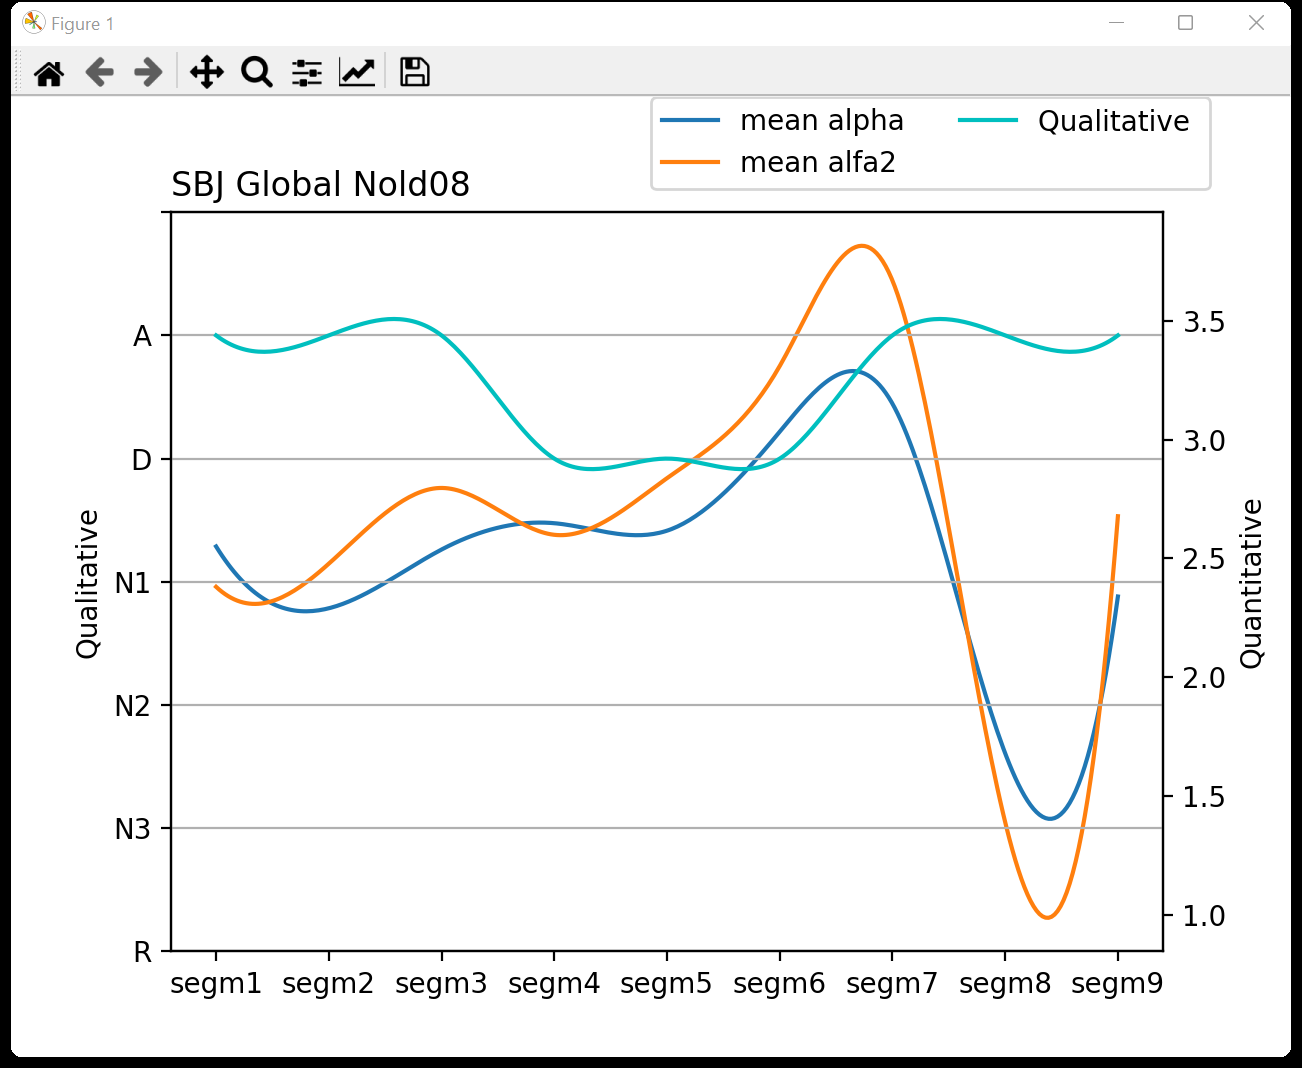 Figure 1
mean alpha
mean alfa2
Qualitative
SBJ Global Nold08
A
D
N1
N2
N3
R
Qualitative
3.5
3.0
2.5
2.0
1.5
1.0
Quantitative
segm1 segm2 segm3 segm4 segm5 segm6 segm7 segm8 segm9